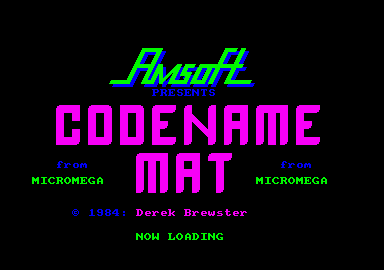 Amsoft
PRESENTS
CODENAME
MAT
from from
MICROMEGA MICROMEGA
© 1984: Derek Brewster
NOW LOADING